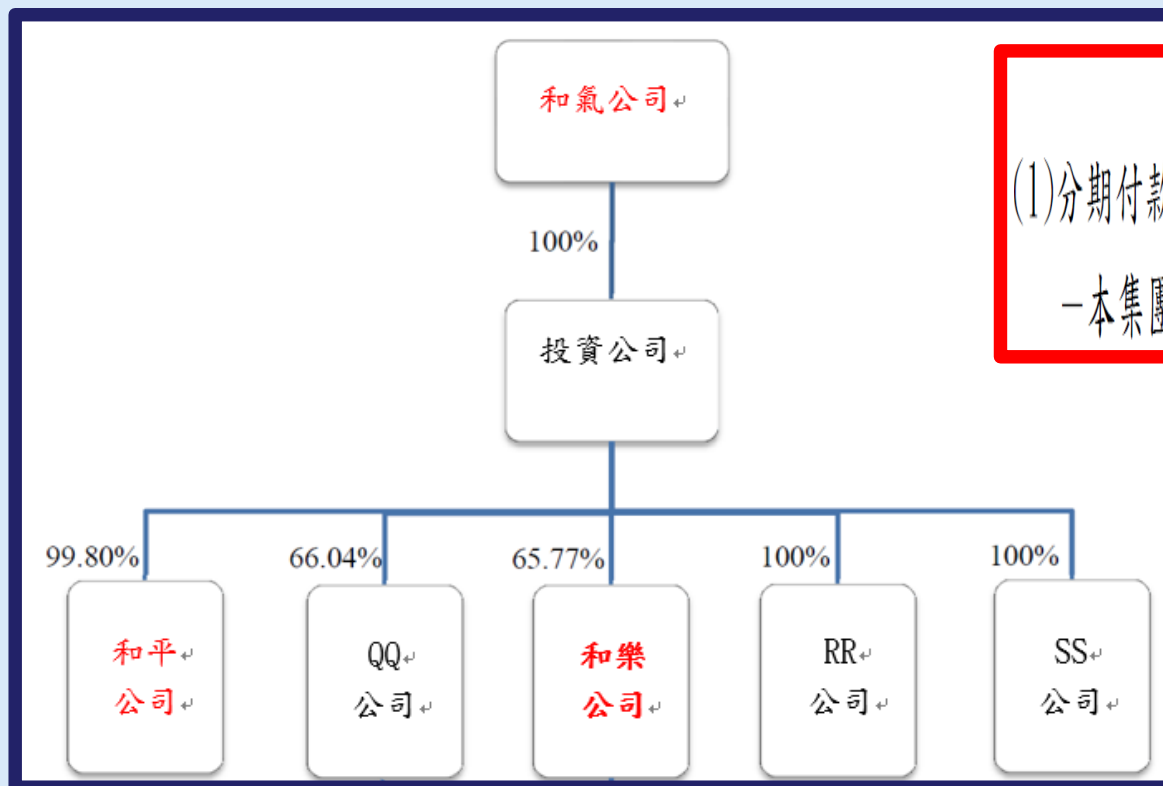 和氣公司
(1)分期付款
－本集團
100%
投資公司
99.80%
66.04%
65.77%
100%
100%
和平
公司
QQ
公司
和樂
公司
RR
公司
SS
公司